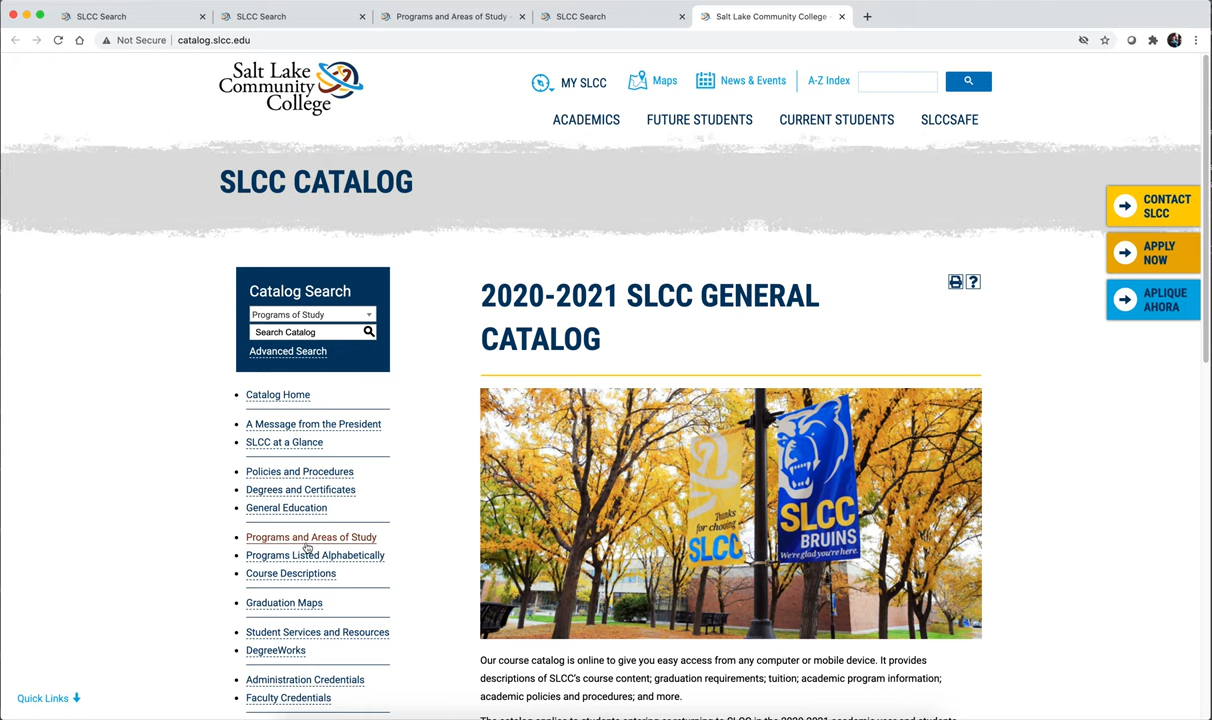 SLCC Search
SLCC Search
Programs and Areas of Study -
SLCC Search
Salt Lake Community College -
Not Secure | catalog.slcc.edu
Salt Lake
Community
College
MY SLCC
Maps
News & Events
A-Z Index
ACADEMICS
FUTURE STUDENTS
CURRENT STUDENTS
SLCCSAFE
SLCC CATALOG
CONTACT
SLCC
APPLY
NOW
APLIQUE
AHORA
Catalog Search
Programs of Study
Search Catalog
Advanced Search
Catalog Home
A Message from the President
SLCC at a Glance
Policies and Procedures
Degrees and Certificates
General Education
Programs and Areas of Study
Programs Listed Alphabetically
Course Descriptions
Graduation Maps
Student Services and Resources
DegreeWorks
Administration Credentials
Faculty Credentials
2020-2021 SLCC GENERAL
CATALOG
Thanks
for choosing
SLCC
SLCC
BRUINS
We're glad you're here.
Our course catalog is online to give you easy access from any computer or mobile device. It provides
descriptions of SLCC's course content; graduation requirements; tuition; academic program information;
academic policies and procedures; and more.
Quick Links